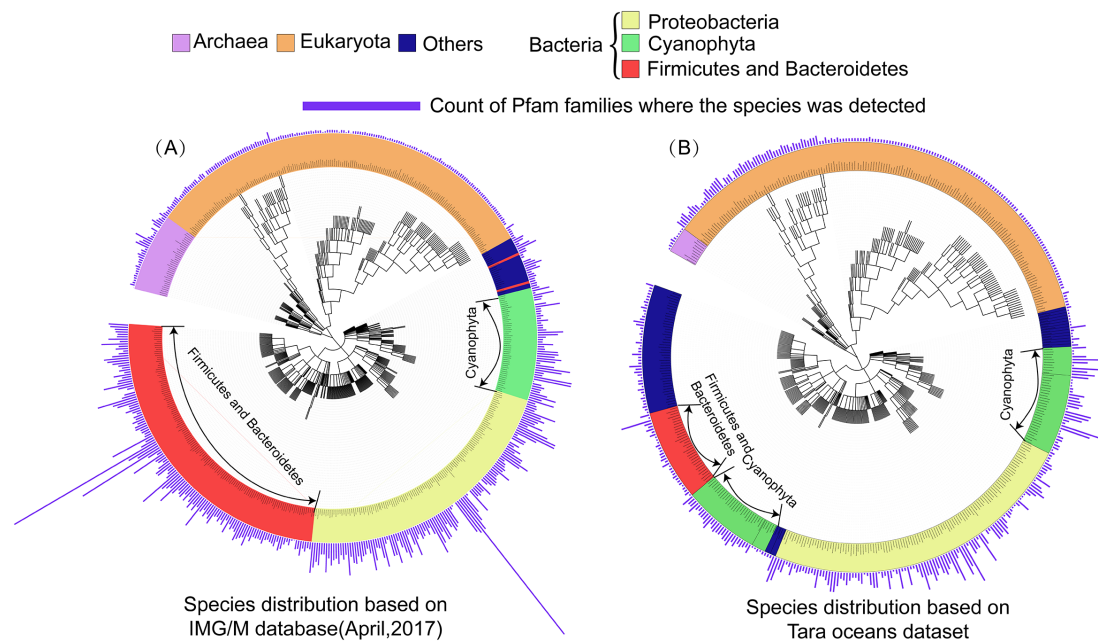 Archaea
Eukaryota
Others
Bacteria
Proteobacteria
Cyanophyta
Firmicutes and Bacteroidetes
Count of Pfam families where the species was detected
(A)
Cyanophyta
Firmicutes and Bacteroidetes
Species distribution based on
IMG/M database(April,2017)
(B)
Cyanophyta
Firmicutes and
Bacteroidetes
Cyanophyta
Species distribution based on
Tara oceans dataset